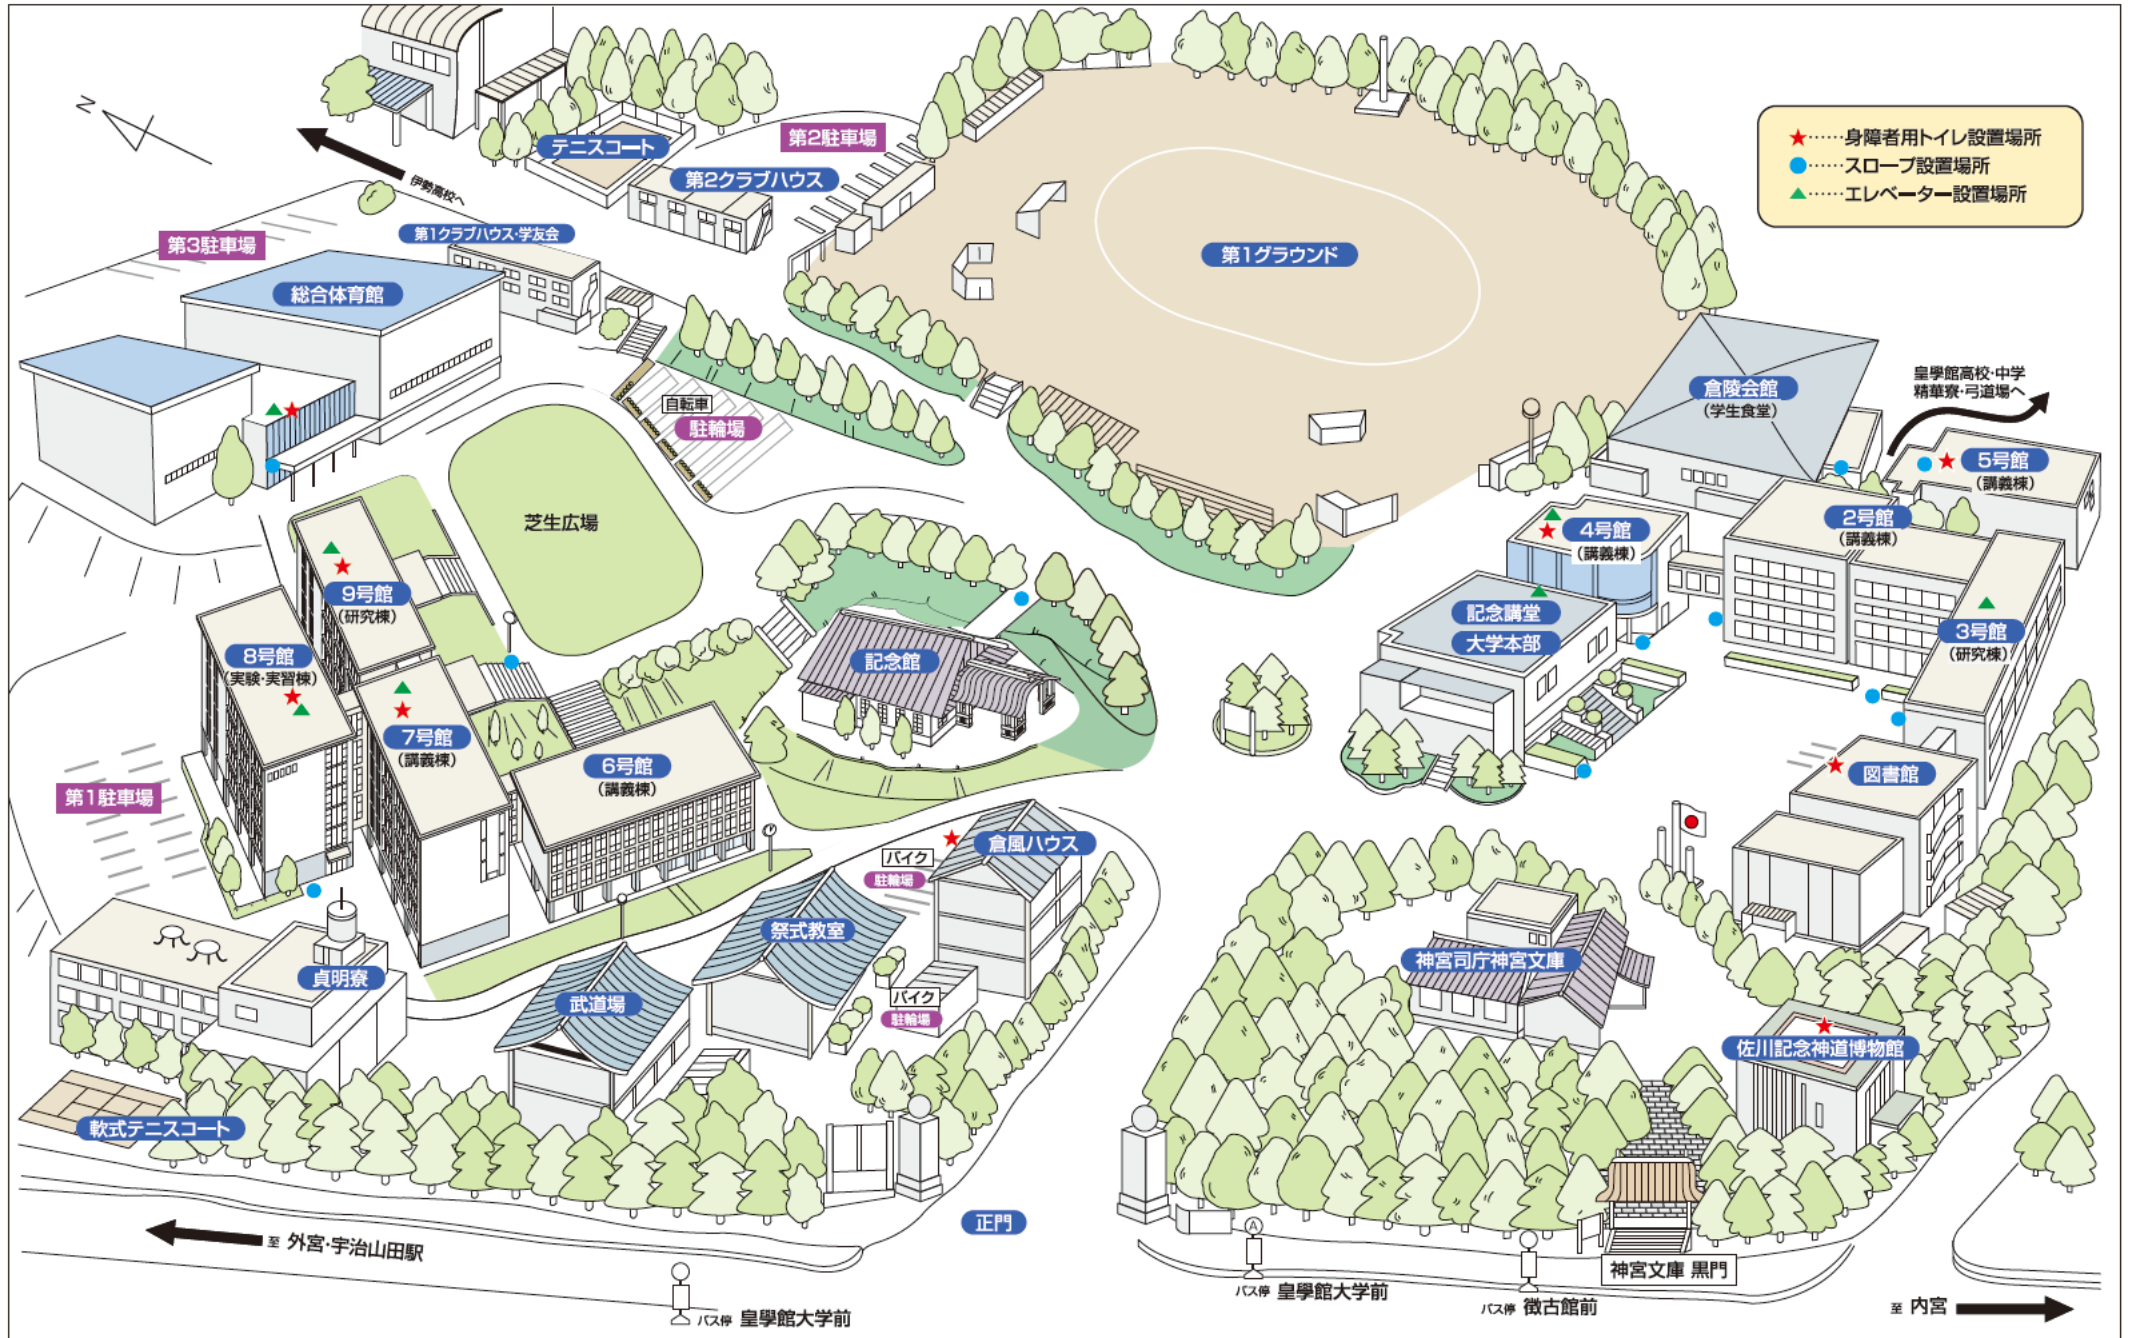 N
伊勢高校へ
テニスコート
第2駐車場
第2クラブハウス
第3駐車場
第1クラブハウス・学友会
総合体育館
第1グラウンド
★……身障者用トイレ設置場所
●……スロープ設置場所
▲……エレベーター設置場所
自転車
駐輪場
芝生広場
倉陵会館
(学生食堂)
皇學館高校・中学
精華寮・弓道場へ
5号館
(講義棟)
2号館
(講義棟)
4号館
(講義棟)
記念講堂
大学本部
3号館
(研究棟)
9号館
(研究棟)
8号館
(実験・実習棟)
7号館
(講義棟)
6号館
(講義棟)
記念館
第1駐車場
図書館
倉風ハウス
バイク
駐輪場
祭式教室
バイク
駐輪場
武道場
貞明寮
軟式テニスコート
神宮司庁神宮文庫
佐川記念神道博物館
正門
至 外宮・宇治山田駅
バス停 皇學館大学前
A
バス停 皇學館大学前
バス停 徴古館前
神宮文庫 黒門
至 内宮